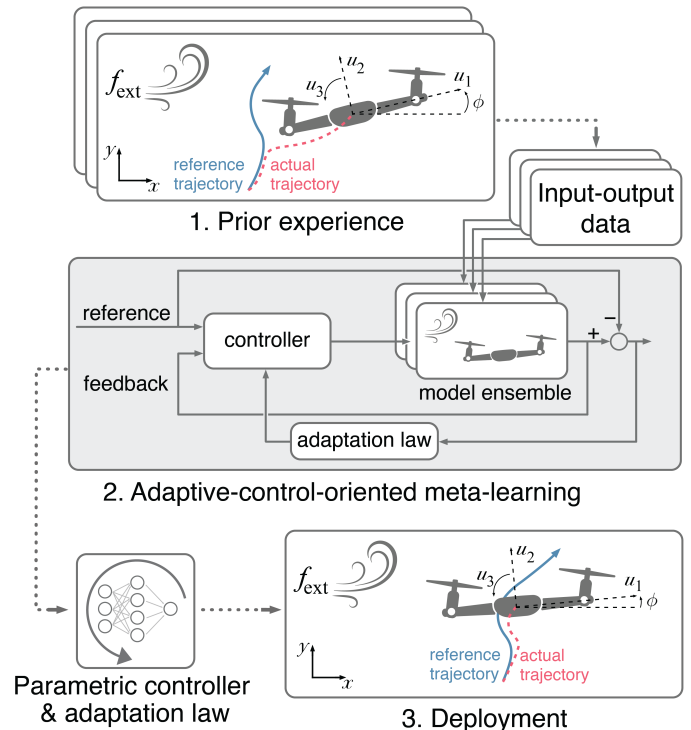 f_ext
u_2
u_3
u_1
ϕ
y
x
reference
trajectory
actual
trajectory
1. Prior experience
Input-output
data
reference
controller
feedback
−
+
model ensemble
adaptation law
2. Adaptive-control-oriented meta-learning
f_ext
u_2
u_3
u_1
ϕ
y
x
reference
trajectory
actual
trajectory
Parametric controller
& adaptation law
3. Deployment